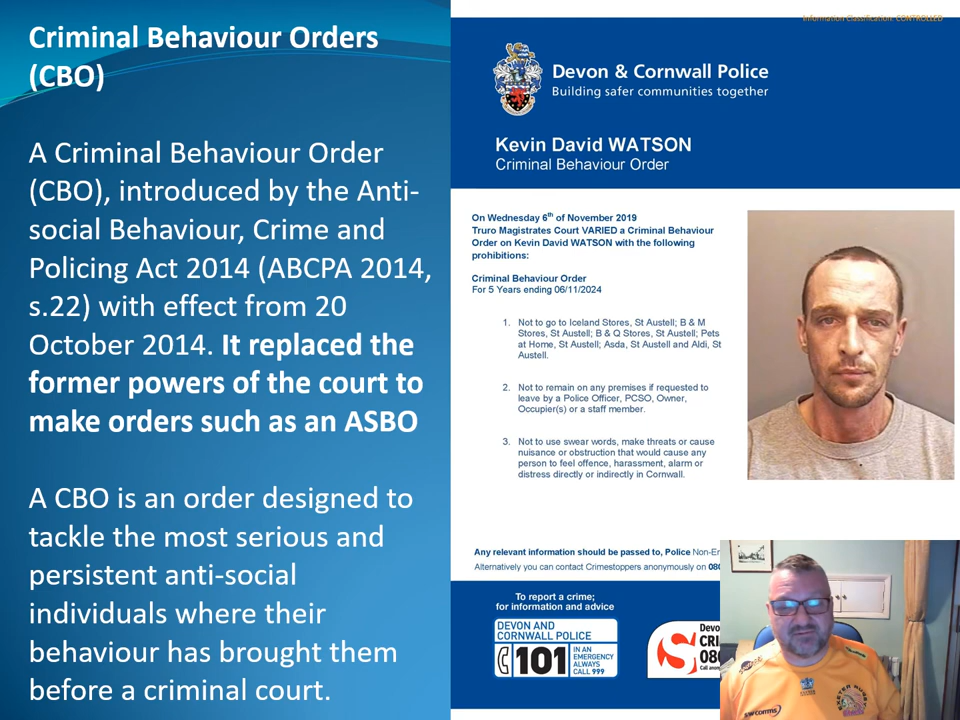 Criminal Behaviour Orders
(CBO)
A Criminal Behaviour Order
(CBO), introduced by the Anti-
social Behaviour, Crime and
Policing Act 2014 (ABCPA 2014,
s.22) with effect from 20
October 2014. It replaced the
former powers of the court to
make orders such as an ASBO
A CBO is an order designed to
tackle the most serious and
persistent anti-social
individuals where their
behaviour has brought them
before a criminal court.
Information Classification: CONTROLLED
Devon & Cornwall Police
Building safer communities together
Kevin David WATSON
Criminal Behaviour Order
On Wednesday 6th of November 2019
Truro Magistrates Court VARIED a Criminal Behaviour
Order on Kevin David WATSON with the following
prohibitions:
Criminal Behaviour Order
For 5 Years ending 06/11/2024
1. Not to go to Iceland Stores, St Austell; B & M
Stores, St Austell; B & Q Stores, St Austell; Pets
at Home, St Austell; Asda, St Austell and Aldi, St
Austell.
2. Not to remain on any premises if requested to
leave by a Police Officer, PCSO, Owner,
Occupier(s) or a staff member.
3. Not to use swear words, make threats or cause
nuisance or obstruction that would cause any
person to feel offence, harassment, alarm or
distress directly or indirectly in Cornwall.
Any relevant information should be passed to, Police Non-Em
Alternatively you can contact Crimestoppers anonymously on 080
To report a crime;
for information and advice
DEVON AND
CORNWALL POLICE
101
IN AN
EMERGENCY
ALWAYS
CALL 999
Devo
CRI
080
Call anon
EXETER RUGBY